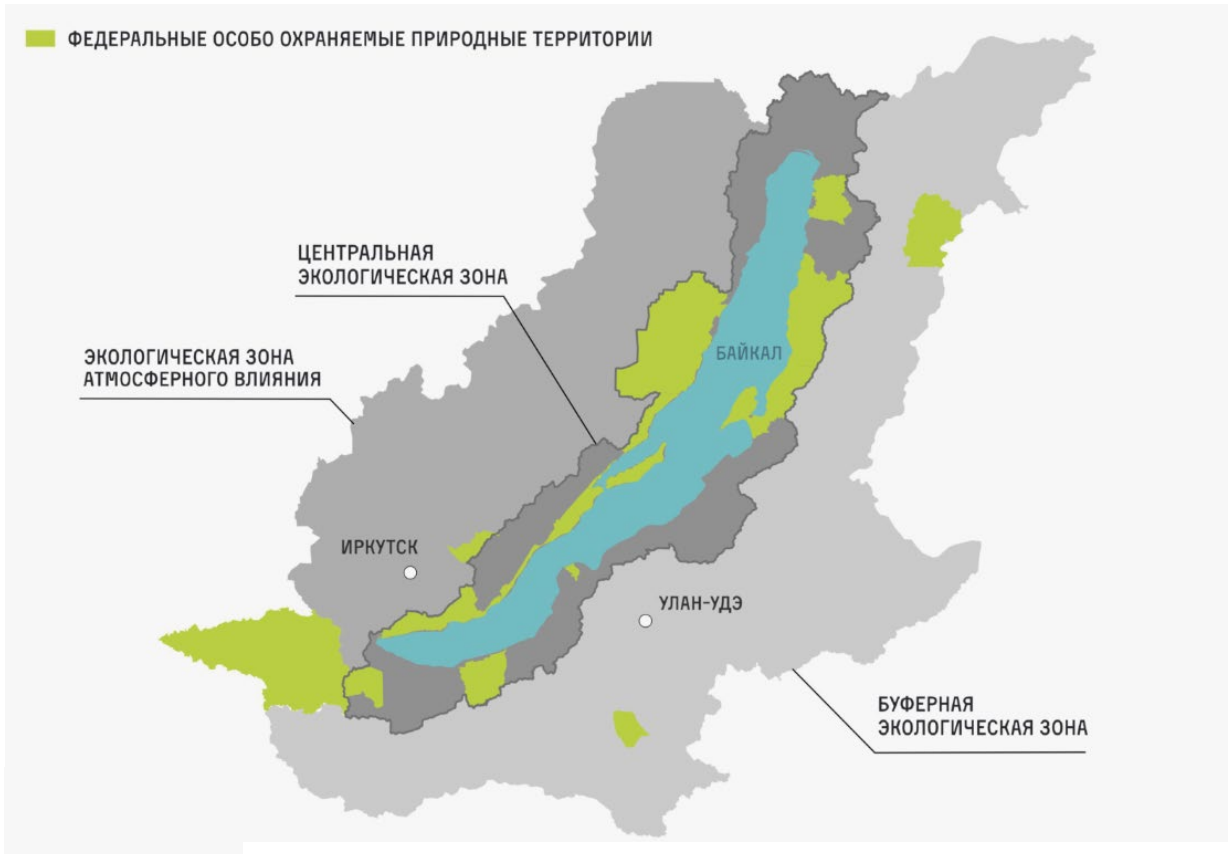 ФЕДЕРАЛЬНЫЕ ОСОБО ОХРАНЯЕМЫЕ ПРИРОДНЫЕ ТЕРРИТОРИИ
ЦЕНТРАЛЬНАЯ
ЭКОЛОГИЧЕСКАЯ ЗОНА
ЭКОЛОГИЧЕСКАЯ ЗОНА
АТМОСФЕРНОГО ВЛИЯНИЯ
БАЙКАЛ
ИРКУТСК
УЛАН-УДЭ
БУФЕРНАЯ
ЭКОЛОГИЧЕСКАЯ ЗОНА